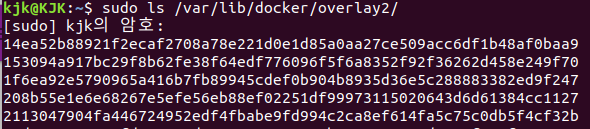 kjk@KJK:~$ sudo ls /var/lib/docker/overlay2/
[sudo] kjk의 암호:
14ea52b88921f2ecaf2708a78e221d0e1d85a0aa27ce509acc6df1b48af0baa9
153094a917bc29f8b62fe38f64edf776096f5f6a8352f92f36262d458e249f70
1f6ea92e5790965a416b7fb89945cdef0b904b8935d36e5c288883382ed9f247
208b55e1e6e68267e5efe56eb88ef02251df99973115020643d6d61384cc1127
2113047904fa446724952edf4fbabe9fd994c2ca8ef614fa5c75c0db5f4cf32b